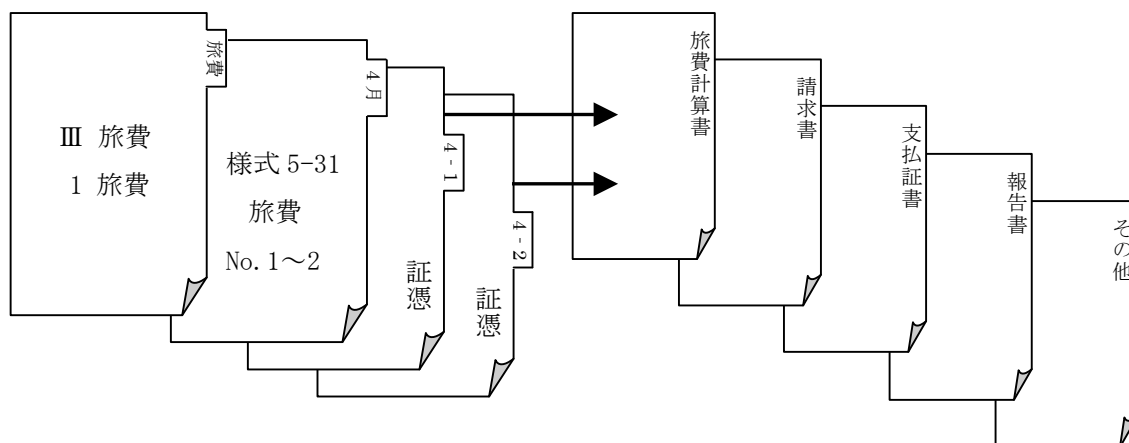 Ⅲ 旅費
1 旅費
旅費
様式 5-31
旅費
No.1～2
4月
証憑
4-1
証憑
4-2
旅費計算書
請求書
支払証書
報告書
その他